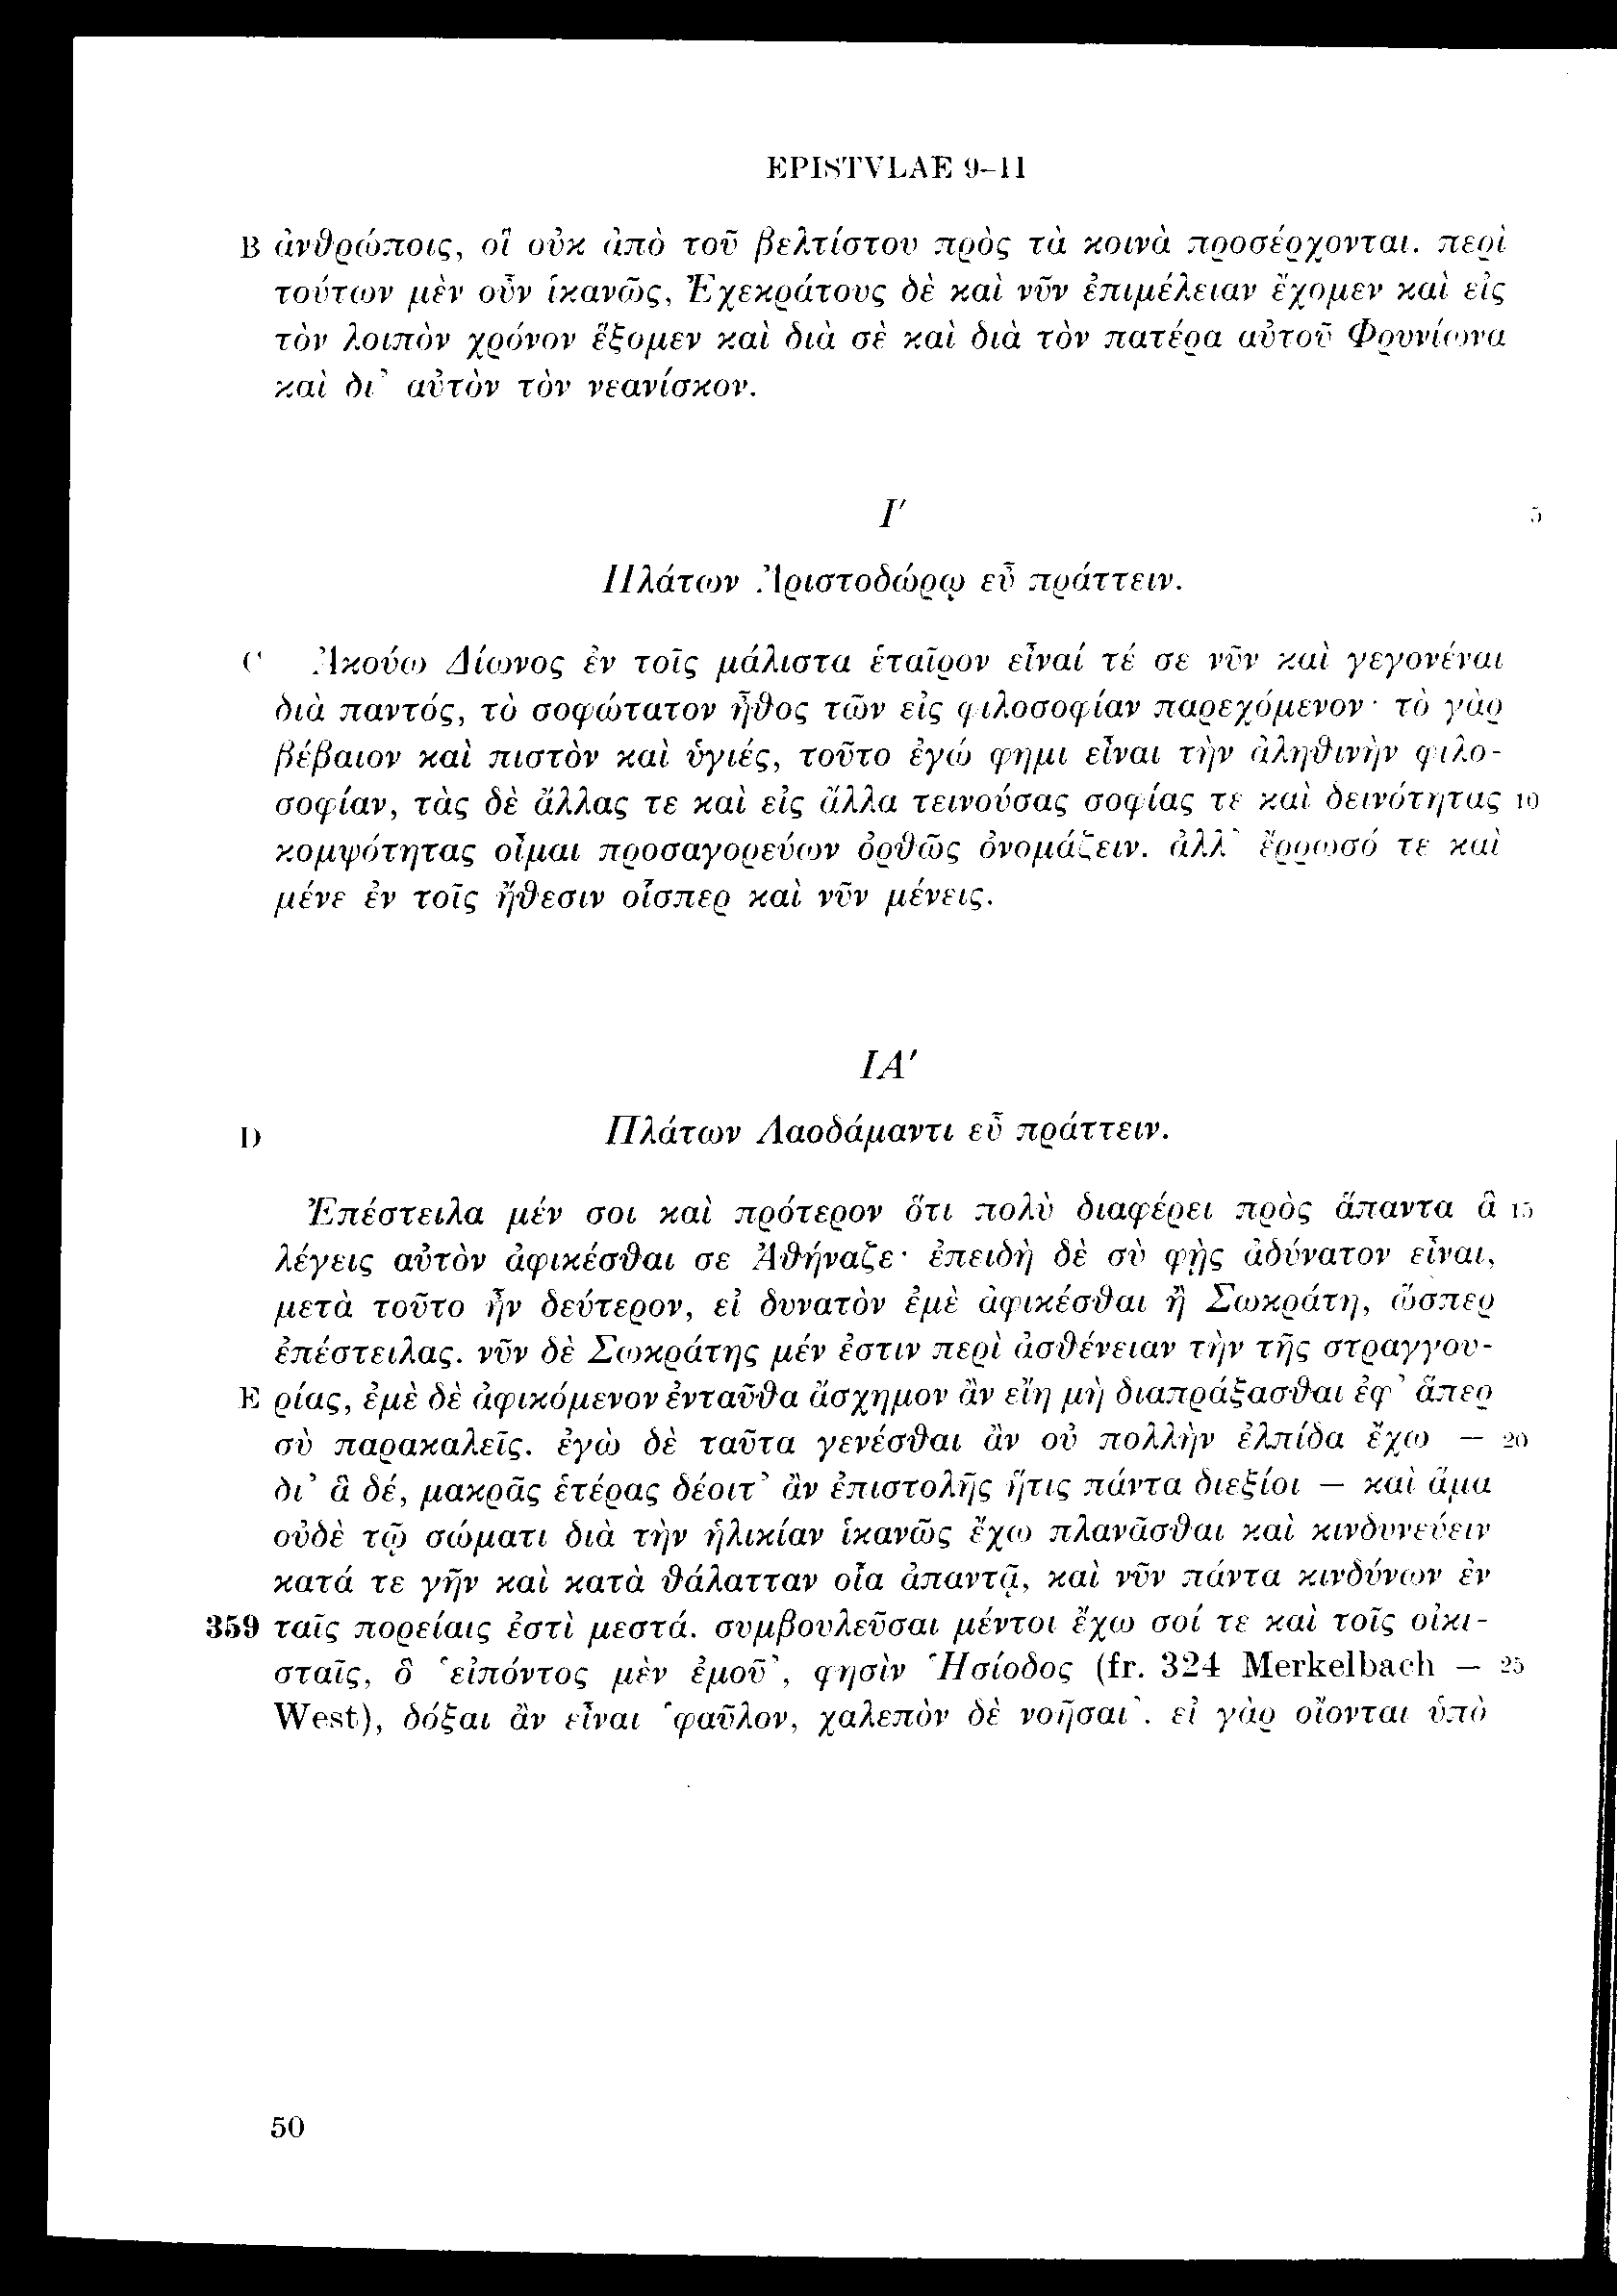 EPISTVLAE 9–11
B ἀνθρώποις, οἳ οὐκ ἀπὸ τοῦ βελτίστου πρὸς τὰ κοινὰ προσέρχονται. περὶ
τούτων μὲν οὖν ἱκανῶς, Ἐχεκράτους δὲ καὶ νῦν ἐπιμέλειαν ἔχομεν καὶ εἰς
τὸν λοιπὸν χρόνον ἕξομεν καὶ διὰ σὲ καὶ διὰ τὸν πατέρα αὐτοῦ Φρυνίωνα
καὶ δι’ αὐτὸν τὸν νεανίσκον.
Ι′ 5
Πλάτων Ἀριστοδώρῳ εὖ πράττειν.
C Ἀκούω Δίωνος ἐν τοῖς μάλιστα ἑταῖρον εἶναί τέ σε νῦν καὶ γεγονέναι
διὰ παντός, τὸ σοφώτατον ἦθος τῶν εἰς φιλοσοφίαν παρεχόμενον· τὸ γὰρ
βέβαιον καὶ πιστὸν καὶ ὑγιές, τοῦτο ἐγώ φημι εἶναι τὴν ἀληθινὴν φιλο-
σοφίαν, τὰς δὲ ἄλλας τε καὶ εἰς ἄλλα τεινούσας σοφίας τε καὶ δεινότητας 10
κομψότητας οἶμαι προσαγορεύων ὀρθῶς ὀνομάζειν. ἀλλ’ ἔρρωσό τε καὶ
μένε ἐν τοῖς ἤθεσιν οἷσπερ καὶ νῦν μένεις.
ΙΑ′
D Πλάτων Λαοδάμαντι εὖ πράττειν.
Ἐπέστειλα μέν σοι καὶ πρότερον ὅτι πολὺ διαφέρει πρὸς ἅπαντα ἃ 15
λέγεις αὐτὸν ἀφικέσθαι σε Ἀθήναζε· ἐπειδὴ δὲ σὺ φῂς ἀδύνατον εἶναι,
μετὰ τοῦτο ἦν δεύτερον, εἰ δυνατὸν ἐμὲ ἀφικέσθαι ἢ Σωκράτη, ὥσπερ
ἐπέστειλας. νῦν δὲ Σωκράτης μέν ἐστιν περὶ ἀσθένειαν τὴν τῆς στραγγου-
E ρίας, ἐμὲ δὲ ἀφικόμενον ἐνταῦθα ἄσχημον ἂν εἴη μὴ διαπράξασθαι ἐφ’ ἅπερ
σὺ παρακαλεῖς. ἐγὼ δὲ ταῦτα γενέσθαι ἂν οὐ πολλὴν ἐλπίδα ἔχω — 20
δι’ ἃ δέ, μακρᾶς ἑτέρας δέοιτ’ ἂν ἐπιστολῆς ἥτις πάντα διεξίοι — καὶ ἅμα
οὐδὲ τῷ σώματι διὰ τὴν ἡλικίαν ἱκανῶς ἔχω πλανᾶσθαι καὶ κινδυνεύειν
κατά τε γῆν καὶ κατὰ θάλατταν οἷα ἀπαντᾷ, καὶ νῦν πάντα κινδύνων ἐν
359 ταῖς πορείαις ἐστὶ μεστά. συμβουλεῦσαι μέντοι ἔχω σοί τε καὶ τοῖς οἰκι-
σταῖς, ὃ ‘εἰπόντος μὲν ἐμοῦ’, φησὶν Ἡσίοδος (fr. 324 Merkelbach — 25
West), δόξαι ἂν εἶναι ‘φαῦλον, χαλεπὸν δὲ νοῆσαι’. εἰ γὰρ οἴονται ὑπὸ
50